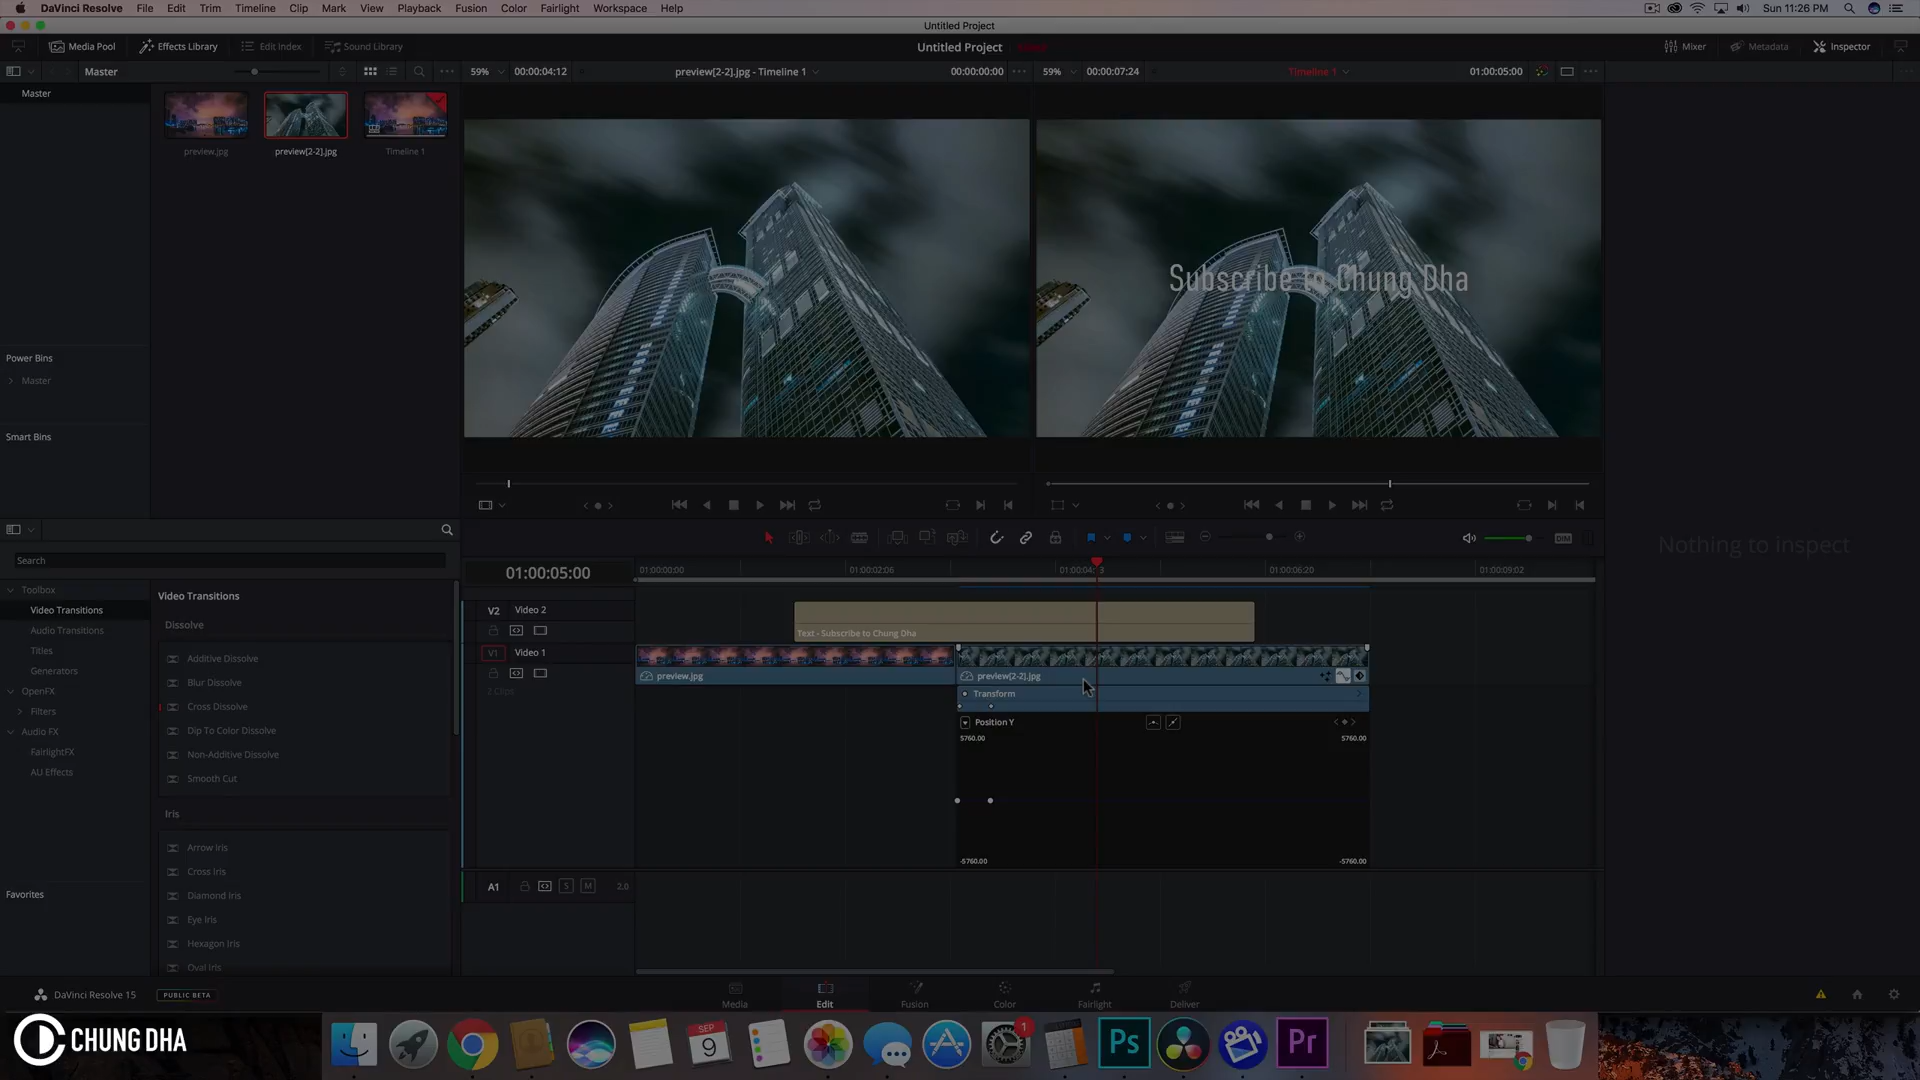 DaVinci Resolve File Edit Trim Timeline Clip Mark View Playback Fusion Color Fairlight Workspace Help Sun 11:26 PM
Untitled Project
Media Pool Effects Library Edit Index Sound Library Untitled Project Mixer Metadata Inspector
Master 59% 00:00:04:12 preview[2-2].jpg - Timeline 1 00:00:00:00 59% 00:00:07:24 Timeline 1 01:00:05:00
Master
preview.jpg preview[2-2].jpg Timeline 1
Subscribe to Chung Dha
Power Bins
Master
Smart Bins
Search
Nothing to inspect
DIM
01:00:05:00 01:00:00:00 01:00:02:06 01:00:06:20 01:00:09:02
Toolbox
Video Transitions
Audio Transitions
Titles
Generators
OpenFX
Filters
Audio FX
FairlightFX
AU Effects
Favorites
Video Transitions
Dissolve
Additive Dissolve
Blur Dissolve
Cross Dissolve
Dip To Color Dissolve
Non-Additive Dissolve
Smooth Cut
Iris
Arrow Iris
Cross Iris
Diamond Iris
Eye Iris
Hexagon Iris
Oval Iris
V2 Video 2
Text - Subscribe to Chung Dha
V1 Video 1
preview.jpg preview[2-2].jpg
2 Clips
Transform
Position Y
5760.00 5760.00
-5760.00 -5760.00
A1 S M 2.0
DaVinci Resolve 15 PUBLIC BETA
Media Edit Fusion Color Fairlight Deliver
CHUNG DHA
SEP
9
1
Ps
Pr